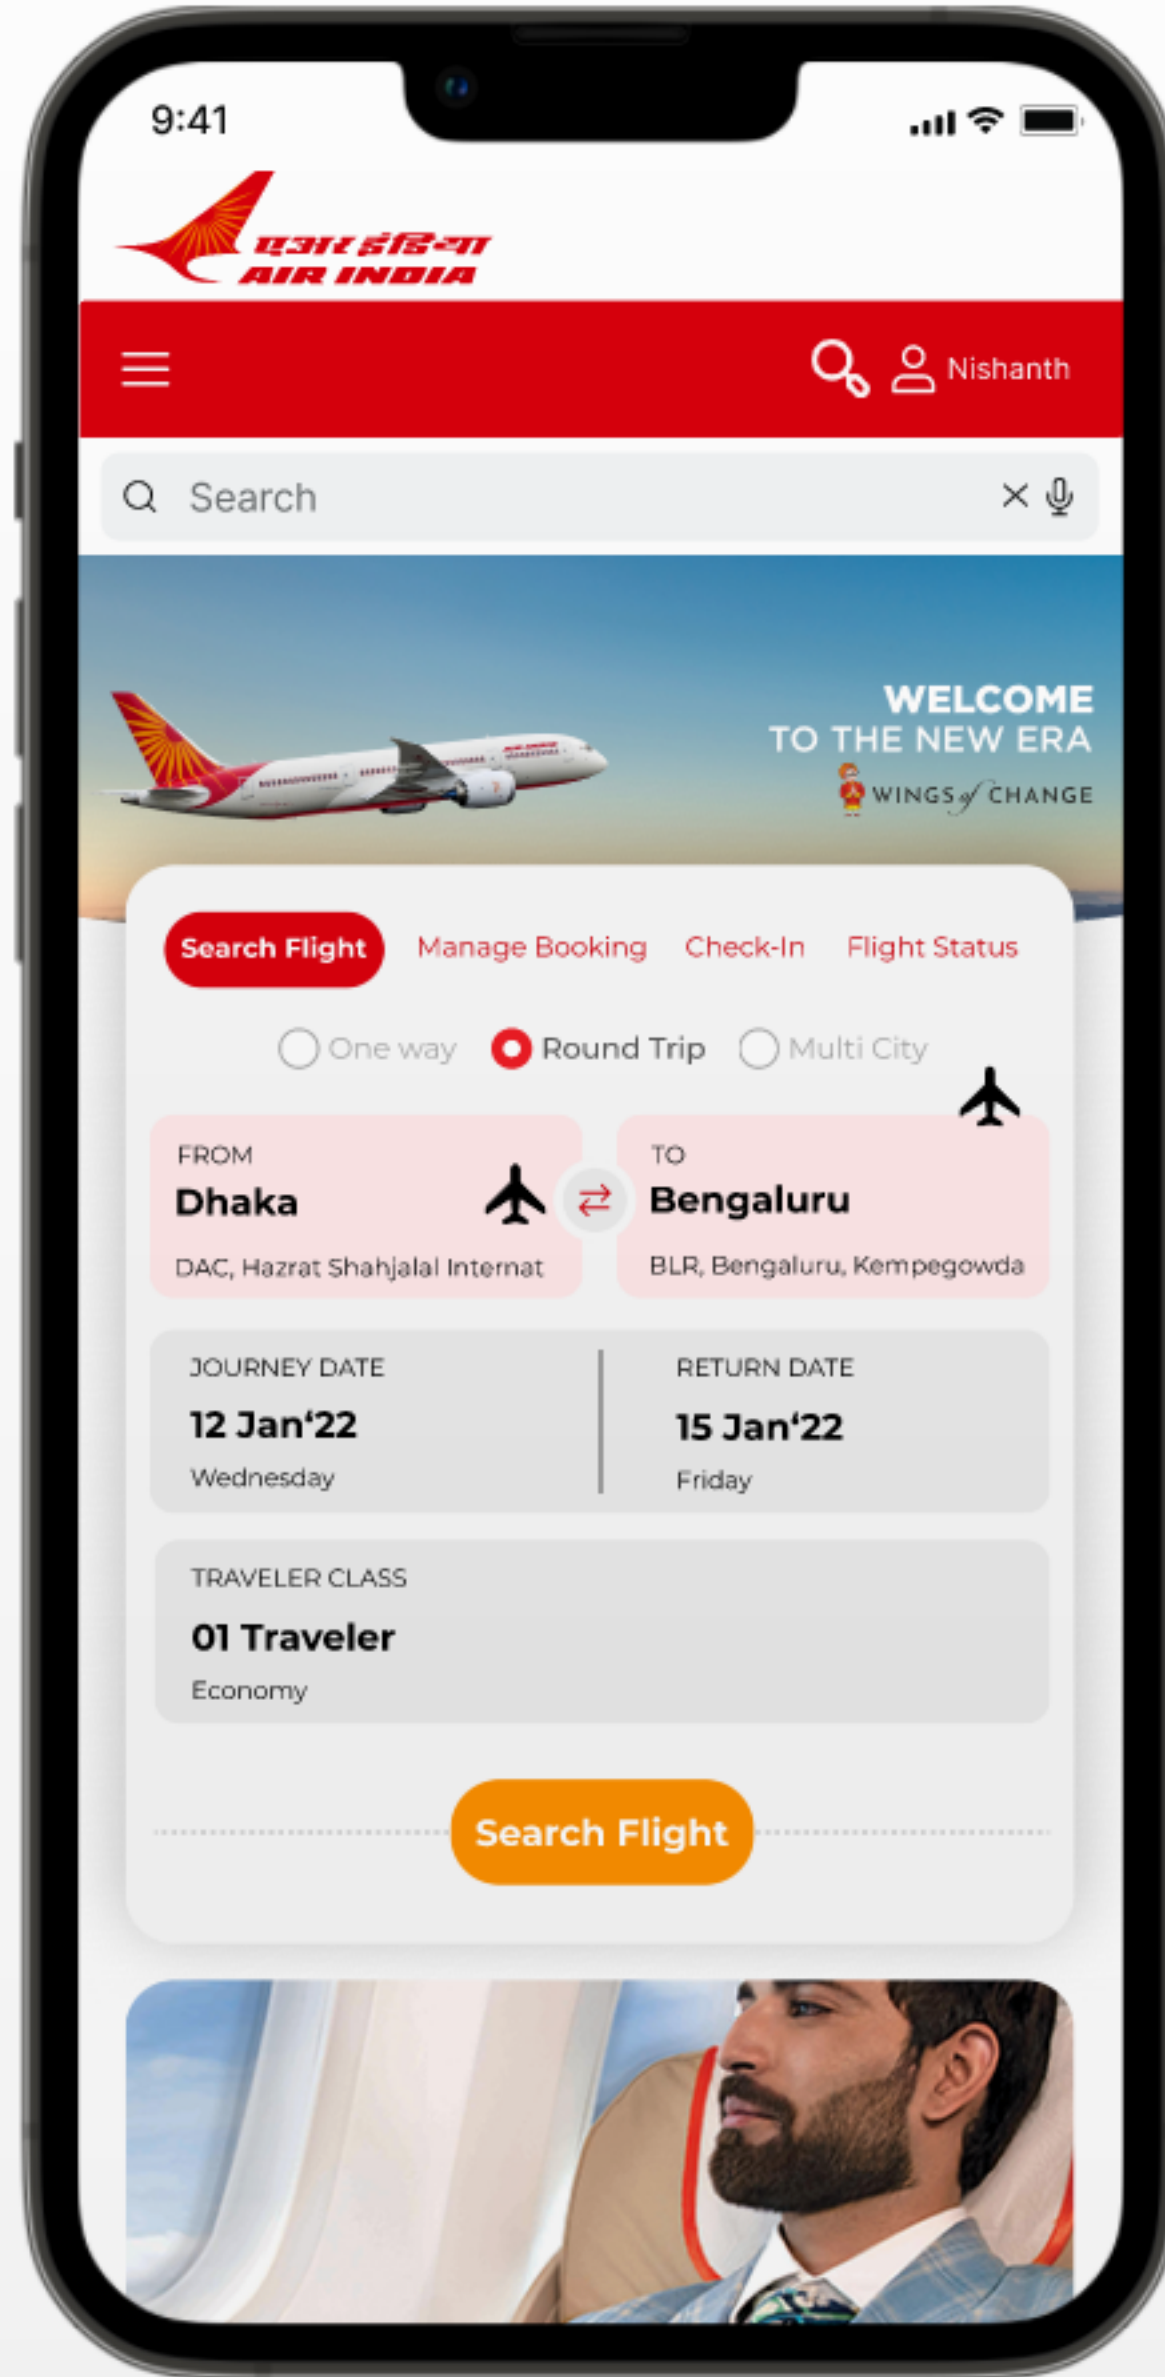 9:41
एअर इंडिया
AIR INDIA
Nishanth
Search
AIR INDIA
WELCOME
TO THE NEW ERA
WINGS of CHANGE
Search Flight Manage Booking Check-In Flight Status
One way Round Trip Multi City
FROM
Dhaka
DAC, Hazrat Shahjalal Internat
TO
Bengaluru
BLR, Bengaluru, Kempegowda
JOURNEY DATE
12 Jan‘22
Wednesday
RETURN DATE
15 Jan‘22
Friday
TRAVELER CLASS
01 Traveler
Economy
Search Flight